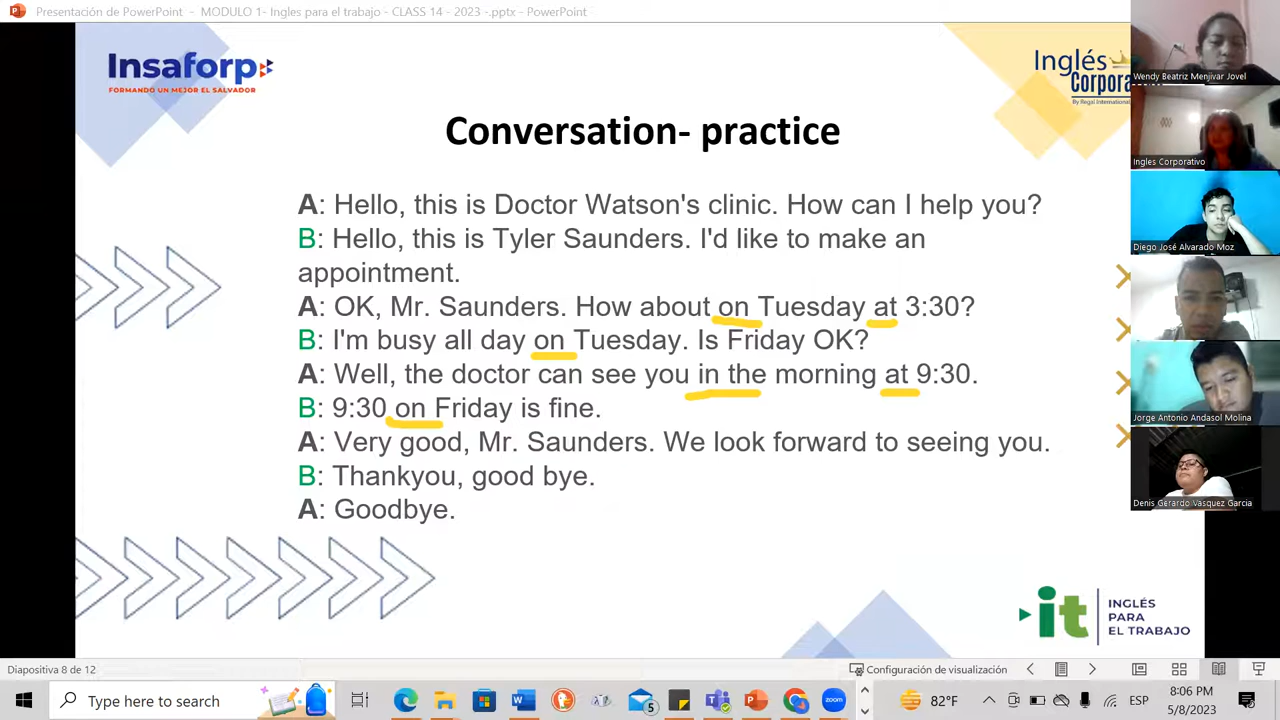 Presentación de PowerPoint - MODULO 1- Ingles para el trabajo - CLASS 14 - 2023 -.pptx - PowerPoint
Insaforp
FORMANDO UN MEJOR EL SALVADOR
Inglés
By Regal International
Conversation- practice
A: Hello, this is Doctor Watson's clinic. How can I help you?
B: Hello, this is Tyler Saunders. I'd like to make an
appointment.
A: OK, Mr. Saunders. How about on Tuesday at 3:30?
B: I'm busy all day on Tuesday. Is Friday OK?
A: Well, the doctor can see you in the morning at 9:30.
B: 9:30 on Friday is fine.
A: Very good, Mr. Saunders. We look forward to seeing you.
B: Thankyou, good bye.
A: Goodbye.
Wendy Beatriz Menjivar Jovel
Ingles Corporativo
Diego José Alvarado Moz
Jorge Antonio Andasol Molina
Denis Gerardo Vasquez Garcia
it
INGLÉS
PARA
EL TRABAJO
Diapositiva 8 de 12
Configuración de visualización
Type here to search
W
5
zoom
82°F
ESP
8:06 PM
5/8/2023